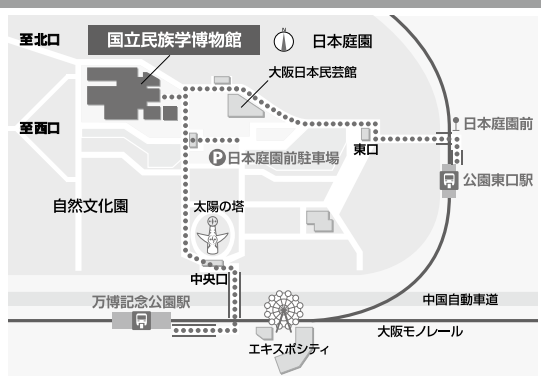 至北口
国立民族学博物館
N
日本庭園
大阪日本民芸館
至西口
日本庭園前
東口
P日本庭園前駐車場
公園東口駅
自然文化園
太陽の塔
中央口
万博記念公園駅
中国自動車道
大阪モノレール
エキスポシティ